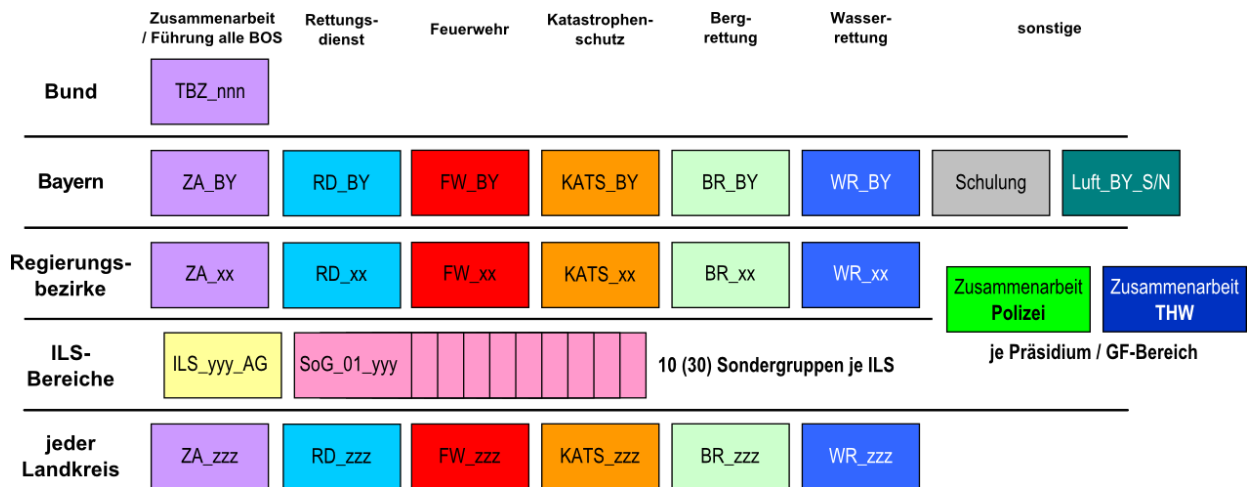 Zusammenarbeit
/ Führung alle BOS
Rettungs-
dienst
Feuerwehr
Katastrophen-
schutz
Berg-
rettung
Wasser-
rettung
sonstige
Bund
TBZ_nnn
Bayern
ZA_BY
RD_BY
FW_BY
KATS_BY
BR_BY
WR_BY
Schulung
Luft_BY_S/N
Regierungs-
bezirke
ZA_xx
RD_xx
FW_xx
KATS_xx
BR_xx
WR_xx
Zusammenarbeit
Polizei
Zusammenarbeit
THW
je Präsidium / GF-Bereich
ILS-
Bereiche
ILS_yyy_AG
SoG_01_yyy
10 (30) Sondergruppen je ILS
jeder
Landkreis
ZA_zzz
RD_zzz
FW_zzz
KATS_zzz
BR_zzz
WR_zzz